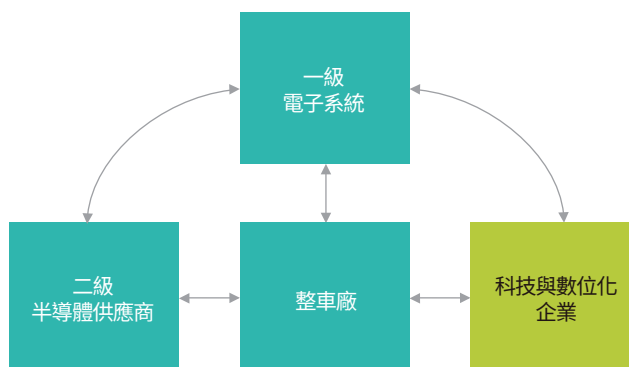 一級
電子系統
二級
半導體供應商
整車廠
科技與數位化
企業